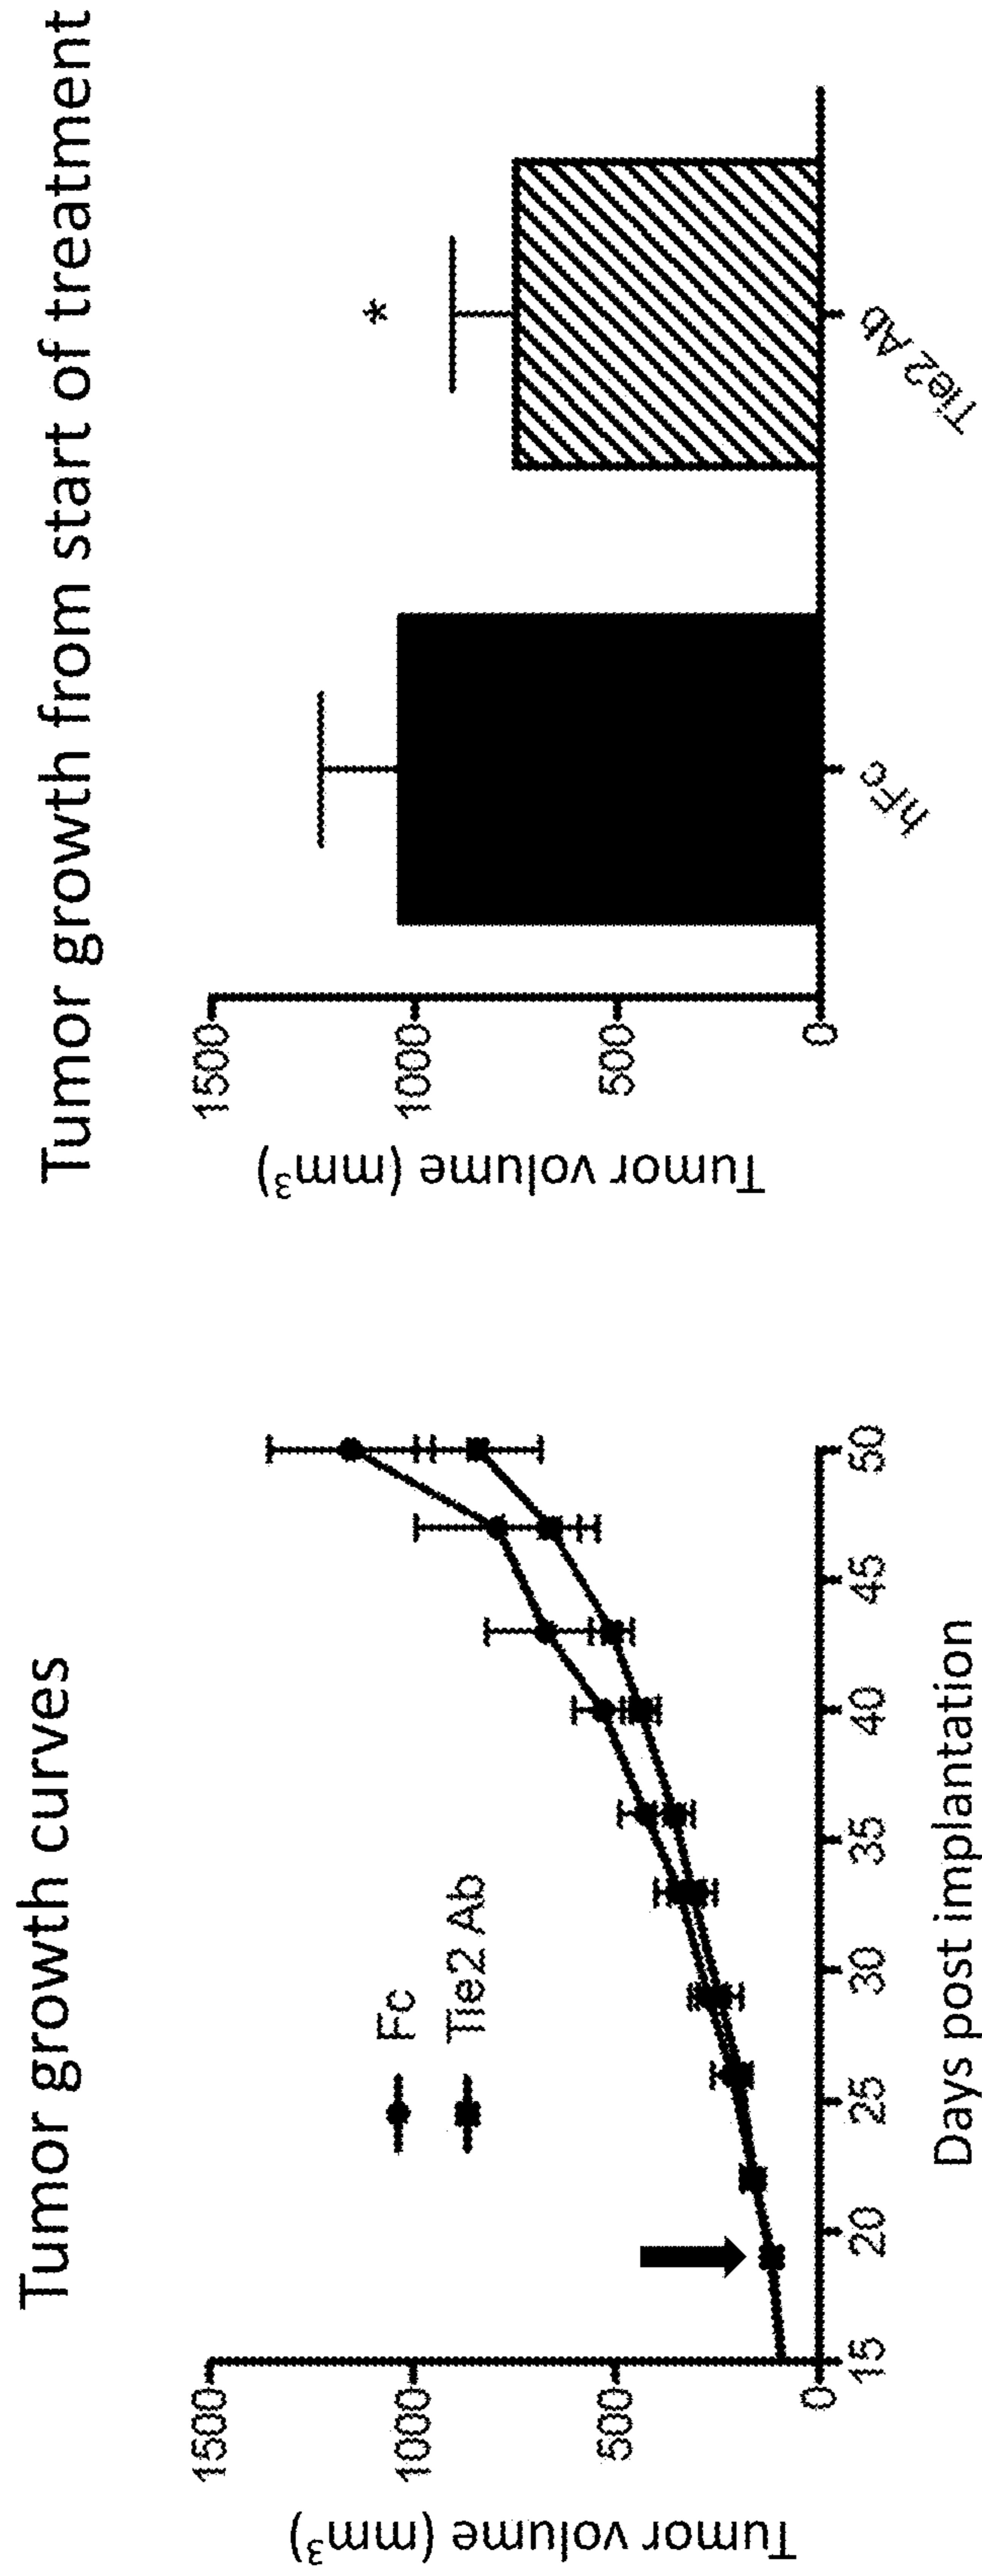 Tumor growth curves
Tumor volume (mm³)
1500
1000
500
0
Fc
Tie2 Ab
15 20 25 30 35 40 45 50
Days post implantation
Tumor growth from start of treatment
Tumor volume (mm³)
1500
1000
500
0
*
hFc
Tie2 Ab